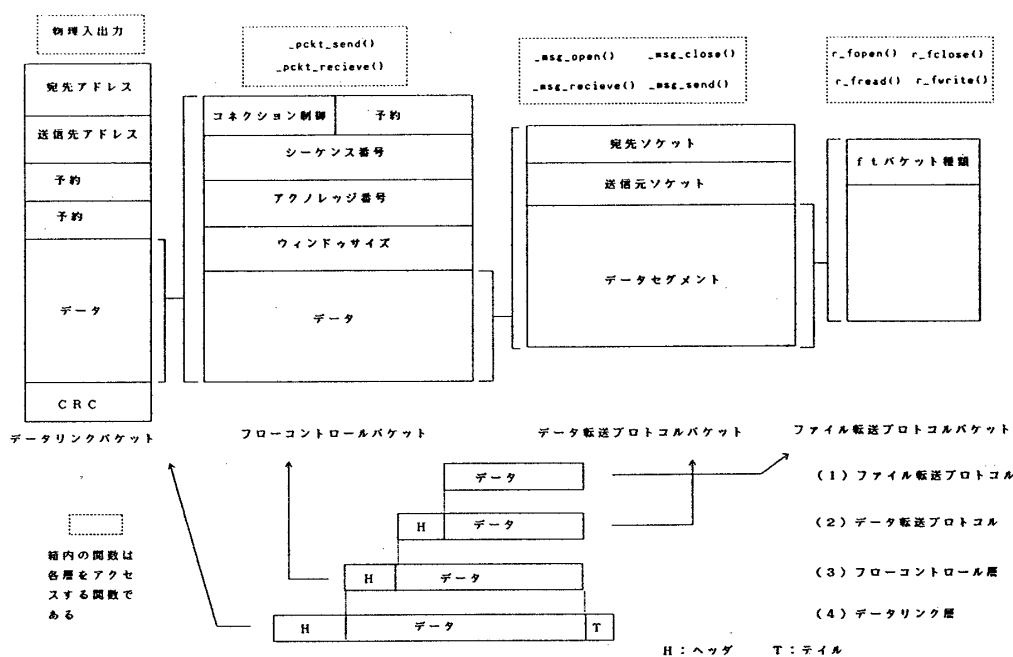 物理入出力
宛先アドレス
送信先アドレス
予約
予約
データ
CRC
データリンクパケット
_pckt_send()
_pckt_recieve()
コネクション制御 予約
シーケンス番号
アクノレッジ番号
ウィンドゥサイズ
データ
フローコントロールパケット
_msg_open() _msg_close()
_msg_recieve() _msg_send()
宛先ソケット
送信元ソケット
データセグメント
データ転送プロトコルパケット
r_fopen() r_fclose()
r_fread() r_fwrite()
ftパケット種類
ファイル転送プロトコルパケット
データ
(1)ファイル転送プロトコル
H データ
(2)データ転送プロトコル
H データ
(3)フローコントロール層
H データ T
(4)データリンク層
箱内の関数は
各層をアクセ
スする関数で
ある
H:ヘッダ T:テイル